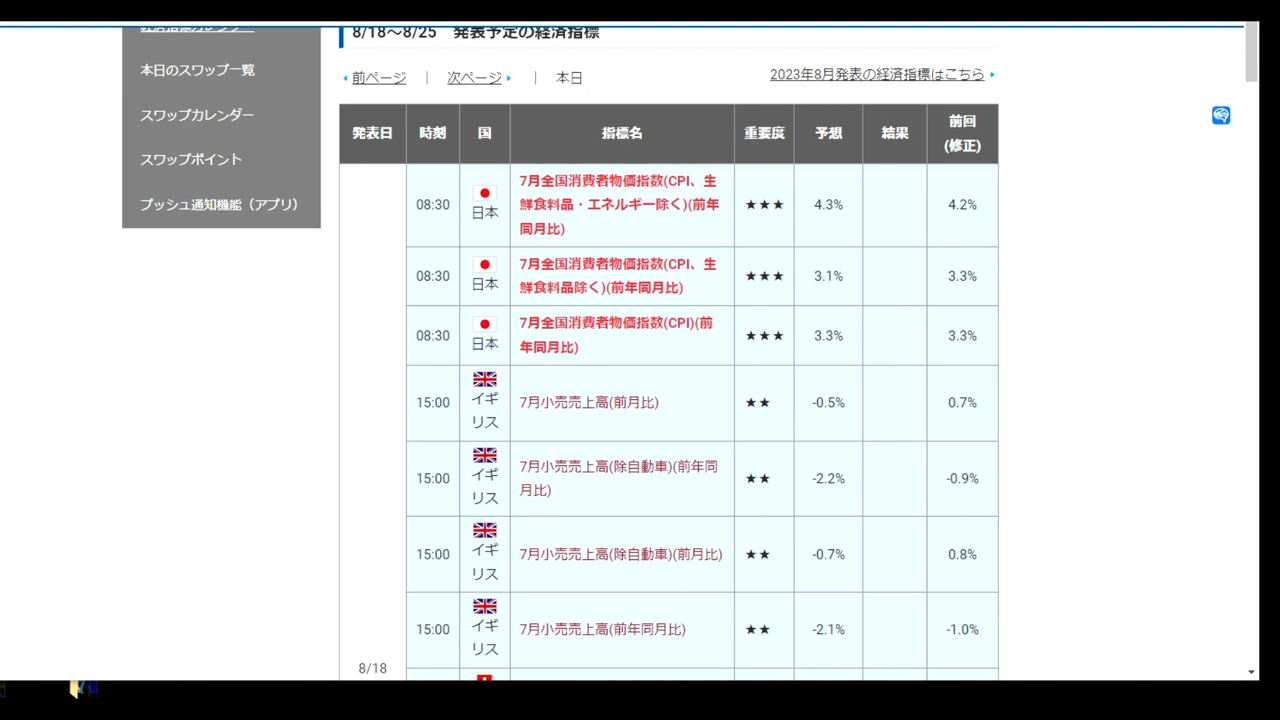 経済指標カレンダー
本日のスワップ一覧
スワップカレンダー
スワップポイント
プッシュ通知機能（アプリ）
8/18～8/25　発表予定の経済指標
前ページ ｜ 次ページ ｜ 本日
2023年8月発表の経済指標はこちら
発表日 時刻 国 指標名 重要度 予想 結果 前回
(修正)
08:30 日本 7月全国消費者物価指数(CPI、生
鮮食料品・エネルギー除く)(前年
同月比) ★★★ 4.3% 4.2%
08:30 日本 7月全国消費者物価指数(CPI、生
鮮食料品除く)(前年同月比) ★★★ 3.1% 3.3%
08:30 日本 7月全国消費者物価指数(CPI)(前
年同月比) ★★★ 3.3% 3.3%
15:00 イギ
リス 7月小売売上高(前月比) ★★ -0.5% 0.7%
15:00 イギ
リス 7月小売売上高(除自動車)(前年同
月比) ★★ -2.2% -0.9%
15:00 イギ
リス 7月小売売上高(除自動車)(前月比) ★★ -0.7% 0.8%
15:00 イギ
リス 7月小売売上高(前年同月比) ★★ -2.1% -1.0%
8/18